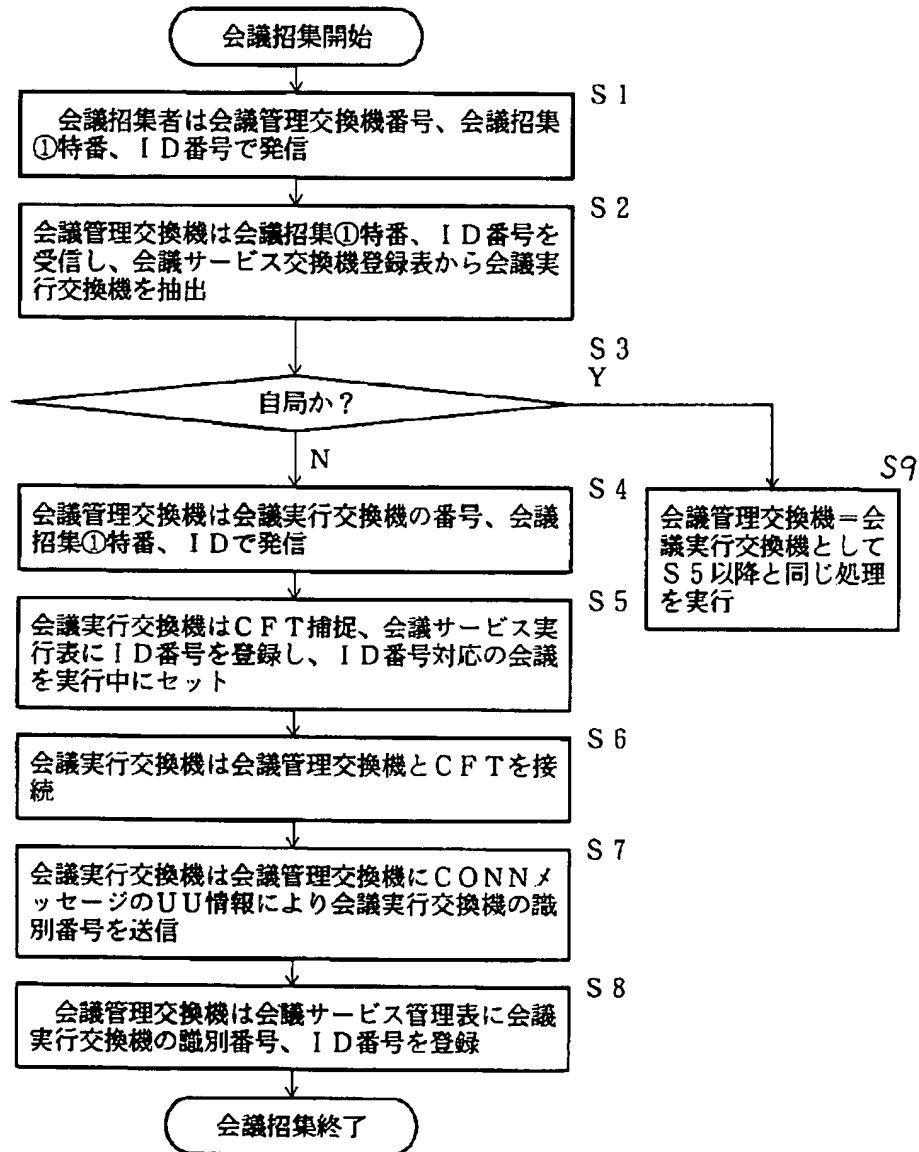 会議招集開始
S1
会議招集者は会議管理交換機番号、会議招集
①特番、ID番号で発信
S2
会議管理交換機は会議招集①特番、ID番号を
受信し、会議サービス交換機登録表から会議実
行交換機を抽出
S3
Y
自局か?
N
S4
会議管理交換機は会議実行交換機の番号、会議
招集①特番、IDで発信
S9
会議管理交換機=会
議実行交換機として
S5以降と同じ処理
を実行
S5
会議実行交換機はCFT捕捉、会議サービス実
行表にID番号を登録し、ID番号対応の会議
を実行中にセット
S6
会議実行交換機は会議管理交換機とCFTを接
続
S7
会議実行交換機は会議管理交換機にCONNメ
ッセージのUU情報により会議実行交換機の識
別番号を送信
S8
会議管理交換機は会議サービス管理表に会議
実行交換機の識別番号、ID番号を登録
会議招集終了